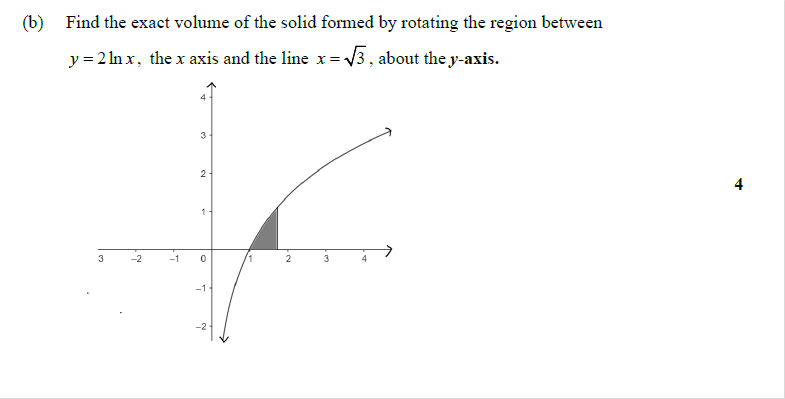 (b) Find the exact volume of the solid formed by rotating the region between
y = 2 ln x, the x axis and the line x = √3, about the y-axis.
4
3
2
4
1
3 −2 −1 0 1 2 3 4
−1
−2